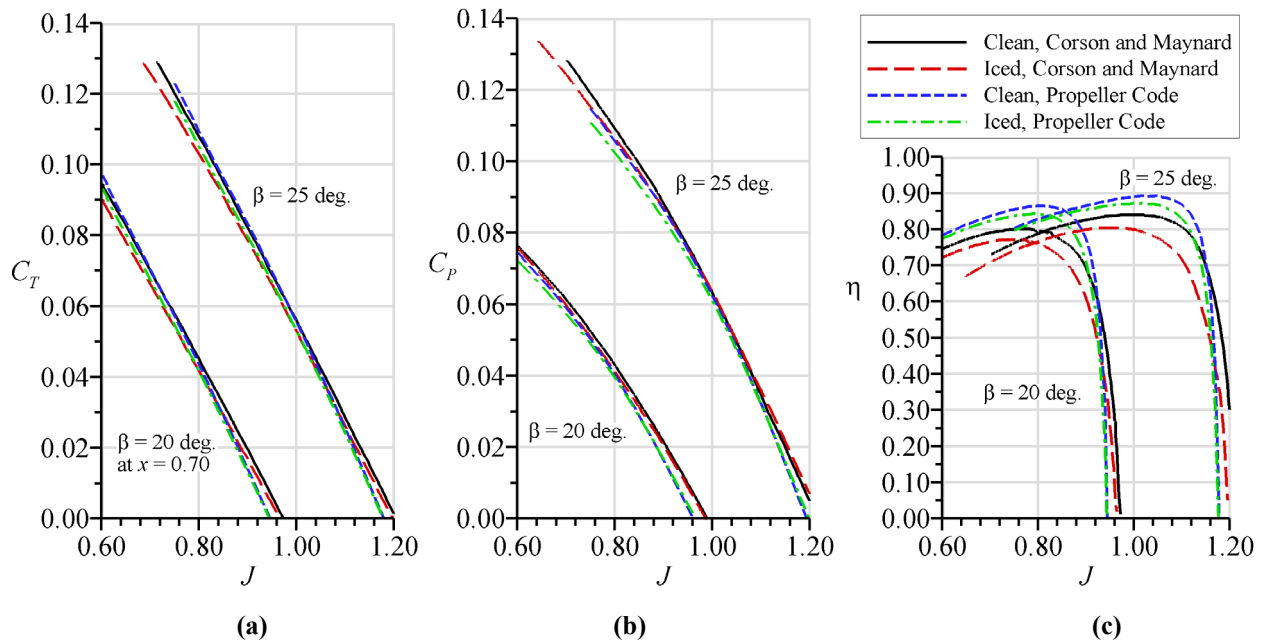 0.14
0.12
0.10
0.08
0.06
0.04
0.02
0.00
C_T
0.60
0.80
1.00
1.20
J
β = 25 deg.
β = 20 deg.
at x = 0.70
(a)
0.14
0.12
0.10
0.08
0.06
0.04
0.02
0.00
C_P
0.60
0.80
1.00
1.20
J
β = 25 deg.
β = 20 deg.
(b)
Clean, Corson and Maynard
Iced, Corson and Maynard
Clean, Propeller Code
Iced, Propeller Code
1.00
0.90
0.80
0.70
0.60
0.50
0.40
0.30
0.20
0.10
0.00
η
0.60
0.80
1.00
1.20
J
β = 25 deg.
β = 20 deg.
(c)